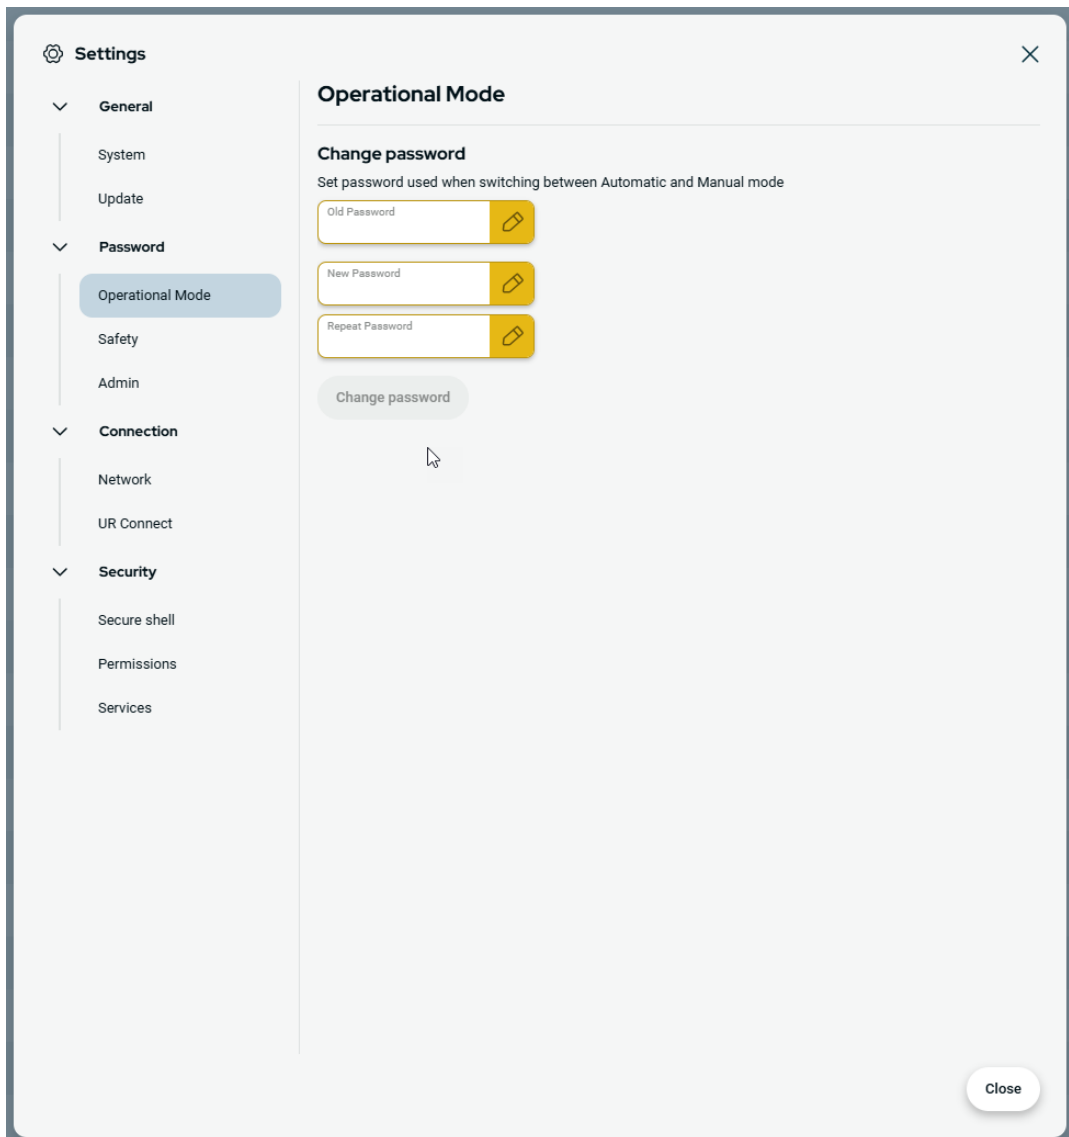 Settings
General
System
Update
Password
Operational Mode
Safety
Admin
Connection
Network
UR Connect
Security
Secure shell
Permissions
Services
Operational Mode
Change password
Set password used when switching between Automatic and Manual mode
Old Password
New Password
Repeat Password
Change password
Close